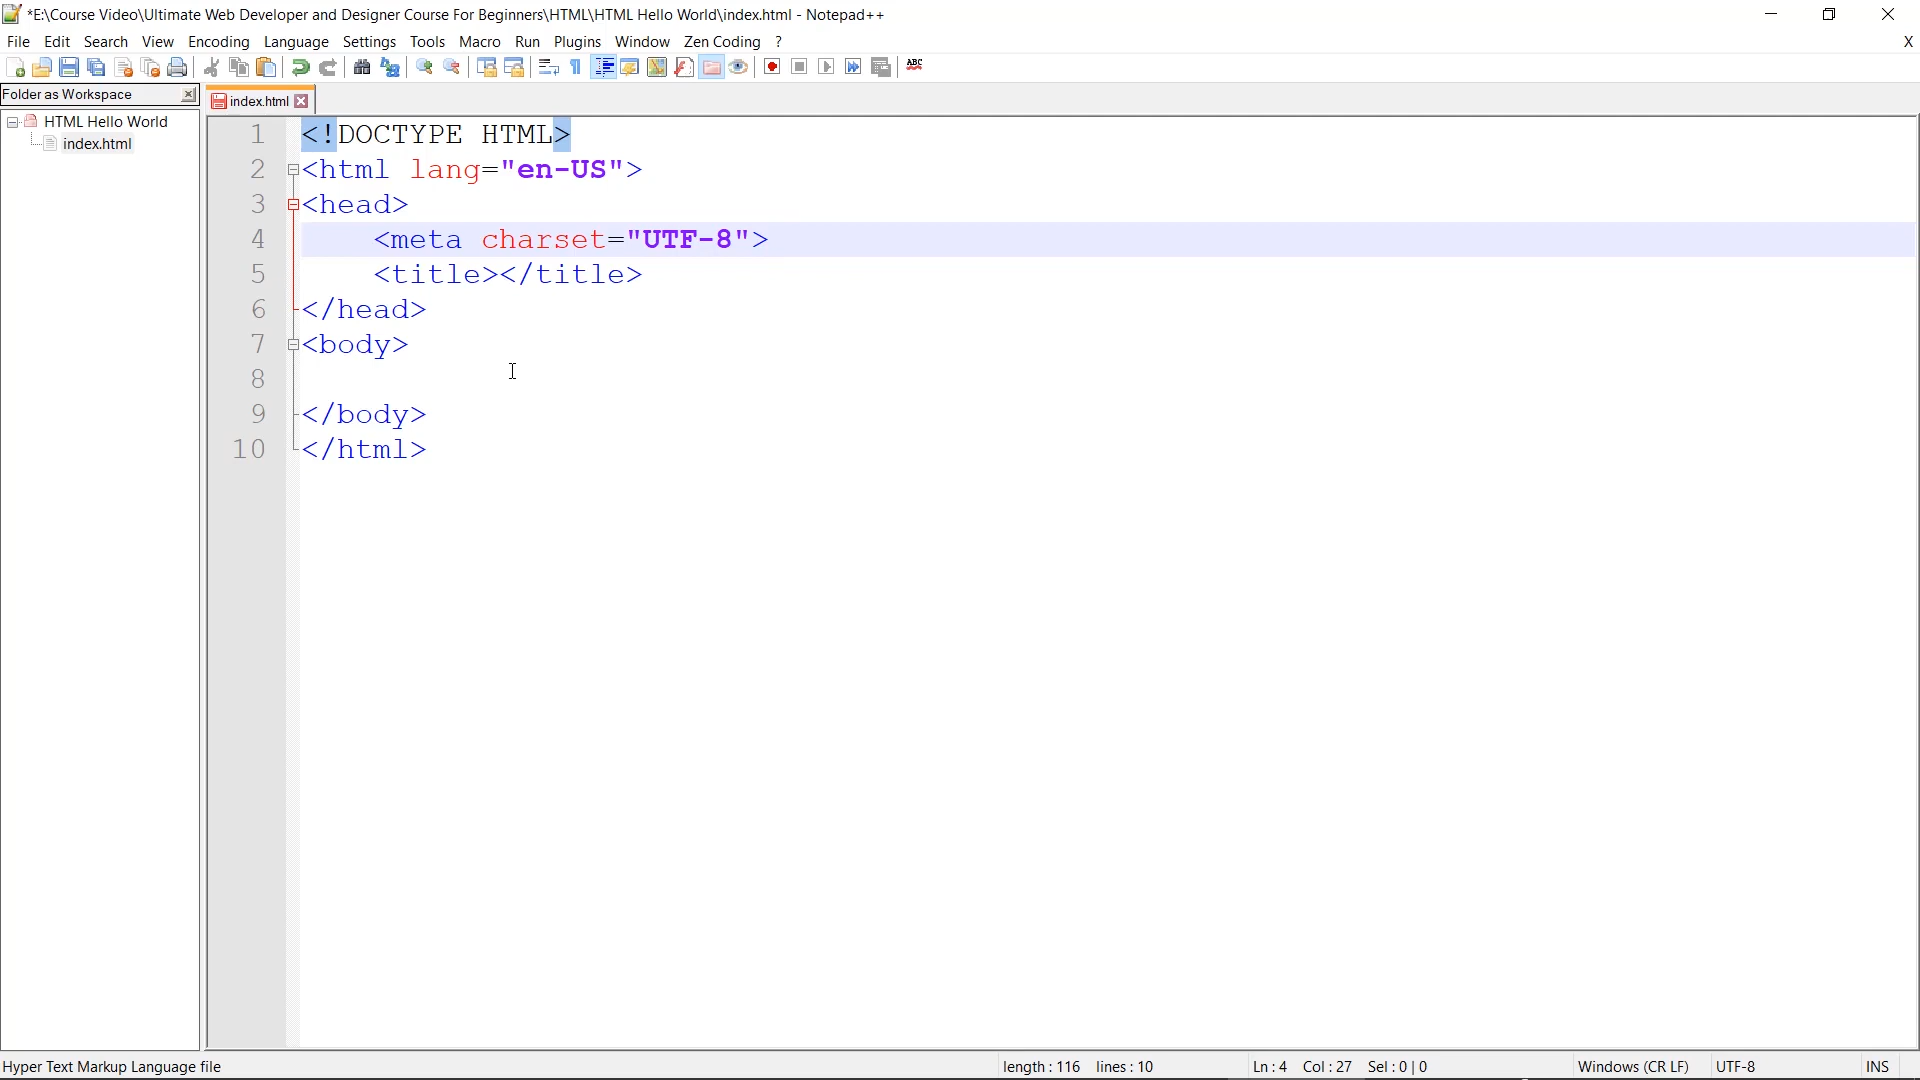 *E:\Course Video\Ultimate Web Developer and Designer Course For Beginners\HTML\HTML Hello World\index.html - Notepad++
File Edit Search View Encoding Language Settings Tools Macro Run Plugins Window Zen Coding ? X
ABC
Folder as Workspace
index.html
HTML Hello World
index.html
1 <!DOCTYPE HTML>
2 <html lang="en-US">
3 <head>
4 <meta charset="UTF-8">
5 <title></title>
6 </head>
7 <body>
8
9 </body>
10 </html>
Hyper Text Markup Language file length : 116 lines : 10 Ln : 4 Col : 27 Sel : 0 | 0 Windows (CR LF) UTF-8 INS